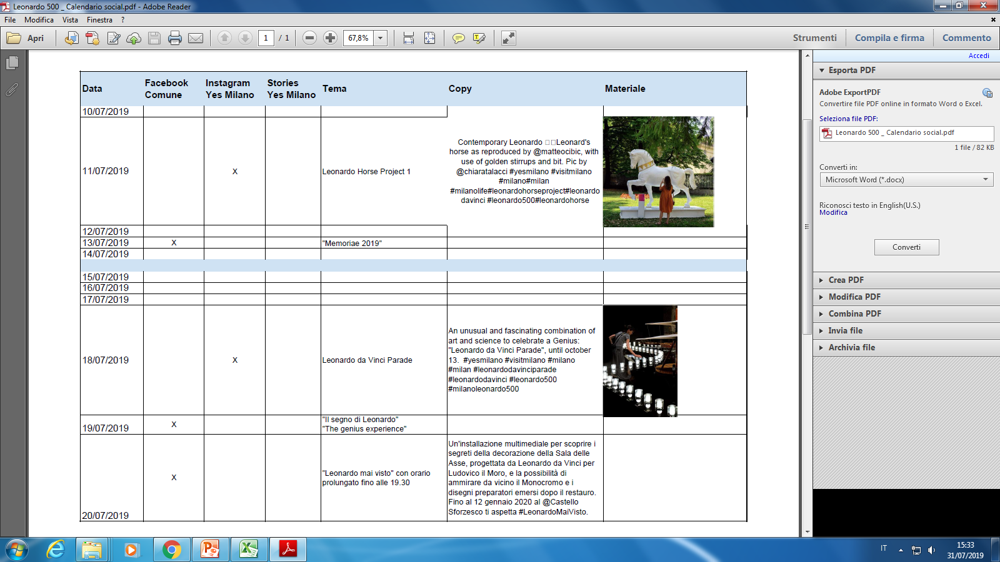 Leonardo 500 _ Calendario social.pdf - Adobe Reader
File Modifica Vista Finestra ?
Apri 1 / 1 67,8% Strumenti Compila e firma Commento
Accedi
Esporta PDF
Adobe ExportPDF
Convertire file PDF online in formato Word o Excel.
Seleziona file PDF:
Leonardo 500 _ Calendario social.pdf
1 file / 82 KB
Converti in:
Microsoft Word (*.docx)
Riconosci testo in English(U.S.)
Modifica
Converti
Crea PDF
Modifica PDF
Combina PDF
Invia file
Archivia file
Data Facebook Comune Instagram Yes Milano Stories Yes Milano Tema Copy Materiale
10/07/2019
11/07/2019 X Leonardo Horse Project 1
Contemporary Leonardo □□Leonard's
horse as reproduced by @matteocibic, with
use of golden stirrups and bit. Pic by
@chiaratalacci #yesmilano #visitmilano
#milano#milan
#milanolife#leonardohorseproject#leonardo
davinci #leonardo500#leonardohorse
12/07/2019
13/07/2019 X "Memoriae 2019"
14/07/2019
15/07/2019
16/07/2019
17/07/2019
18/07/2019 X Leonardo da Vinci Parade
An unusual and fascinating combination of
art and science to celebrate a Genius:
"Leonardo da Vinci Parade", until october
13. #yesmilano #visitmilano #milano
#milan #leonardodavinciparade
#leonardodavinci #leonardo500
#milanoleonardo500
19/07/2019 X "Il segno di Leonardo"
"The genius experience"
20/07/2019 X "Leonardo mai visto" con orario
prolungato fino alle 19.30
Un'installazione multimediale per scoprire i
segreti della decorazione della Sala delle
Asse, progettata da Leonardo da Vinci per
Ludovico il Moro, e la possibilità di
ammirare da vicino il Monocromo e i
disegni preparatori emersi dopo il restauro.
Fino al 12 gennaio 2020 al @Castello
Sforzesco ti aspetta #LeonardoMaiVisto.
IT 15:33
31/07/2019